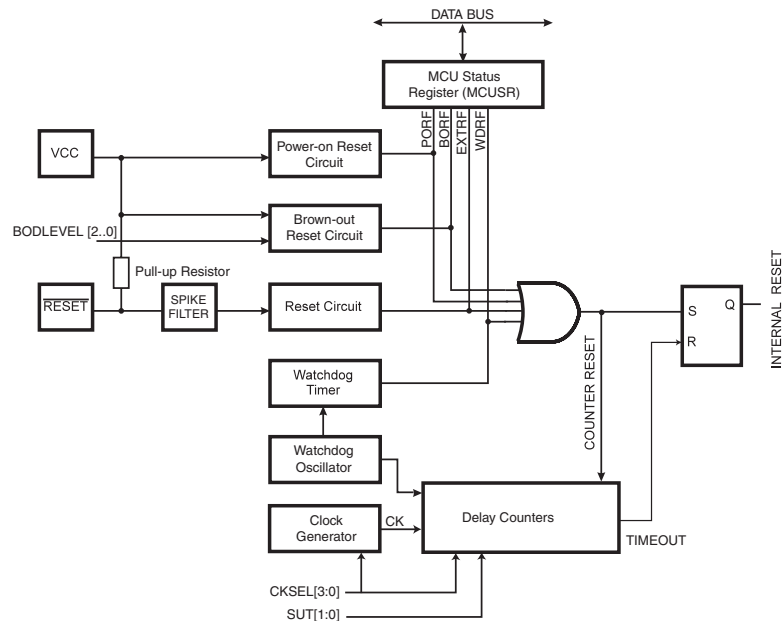 DATA BUS
MCU Status
Register (MCUSR)
PORF
BORF
EXTRF
WDRF
VCC
Power-on Reset
Circuit
BODLEVEL [2..0]
Brown-out
Reset Circuit
Pull-up Resistor
RESET
SPIKE
FILTER
Reset Circuit
S
Q
R
INTERNAL RESET
COUNTER RESET
Watchdog
Timer
Watchdog
Oscillator
Clock
Generator
CK
Delay Counters
TIMEOUT
CKSEL[3:0]
SUT[1:0]